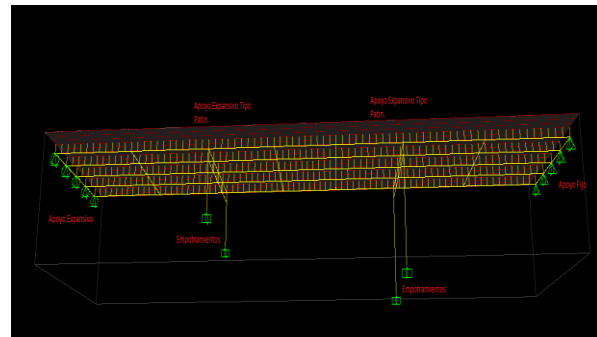 Apoyo Expansivo Tipo
Patin.
Apoyo Expansivo Tipo
Patin.
Apoyo Expansivo
Apoyo Fijo
Empotramientos
Empotramientos